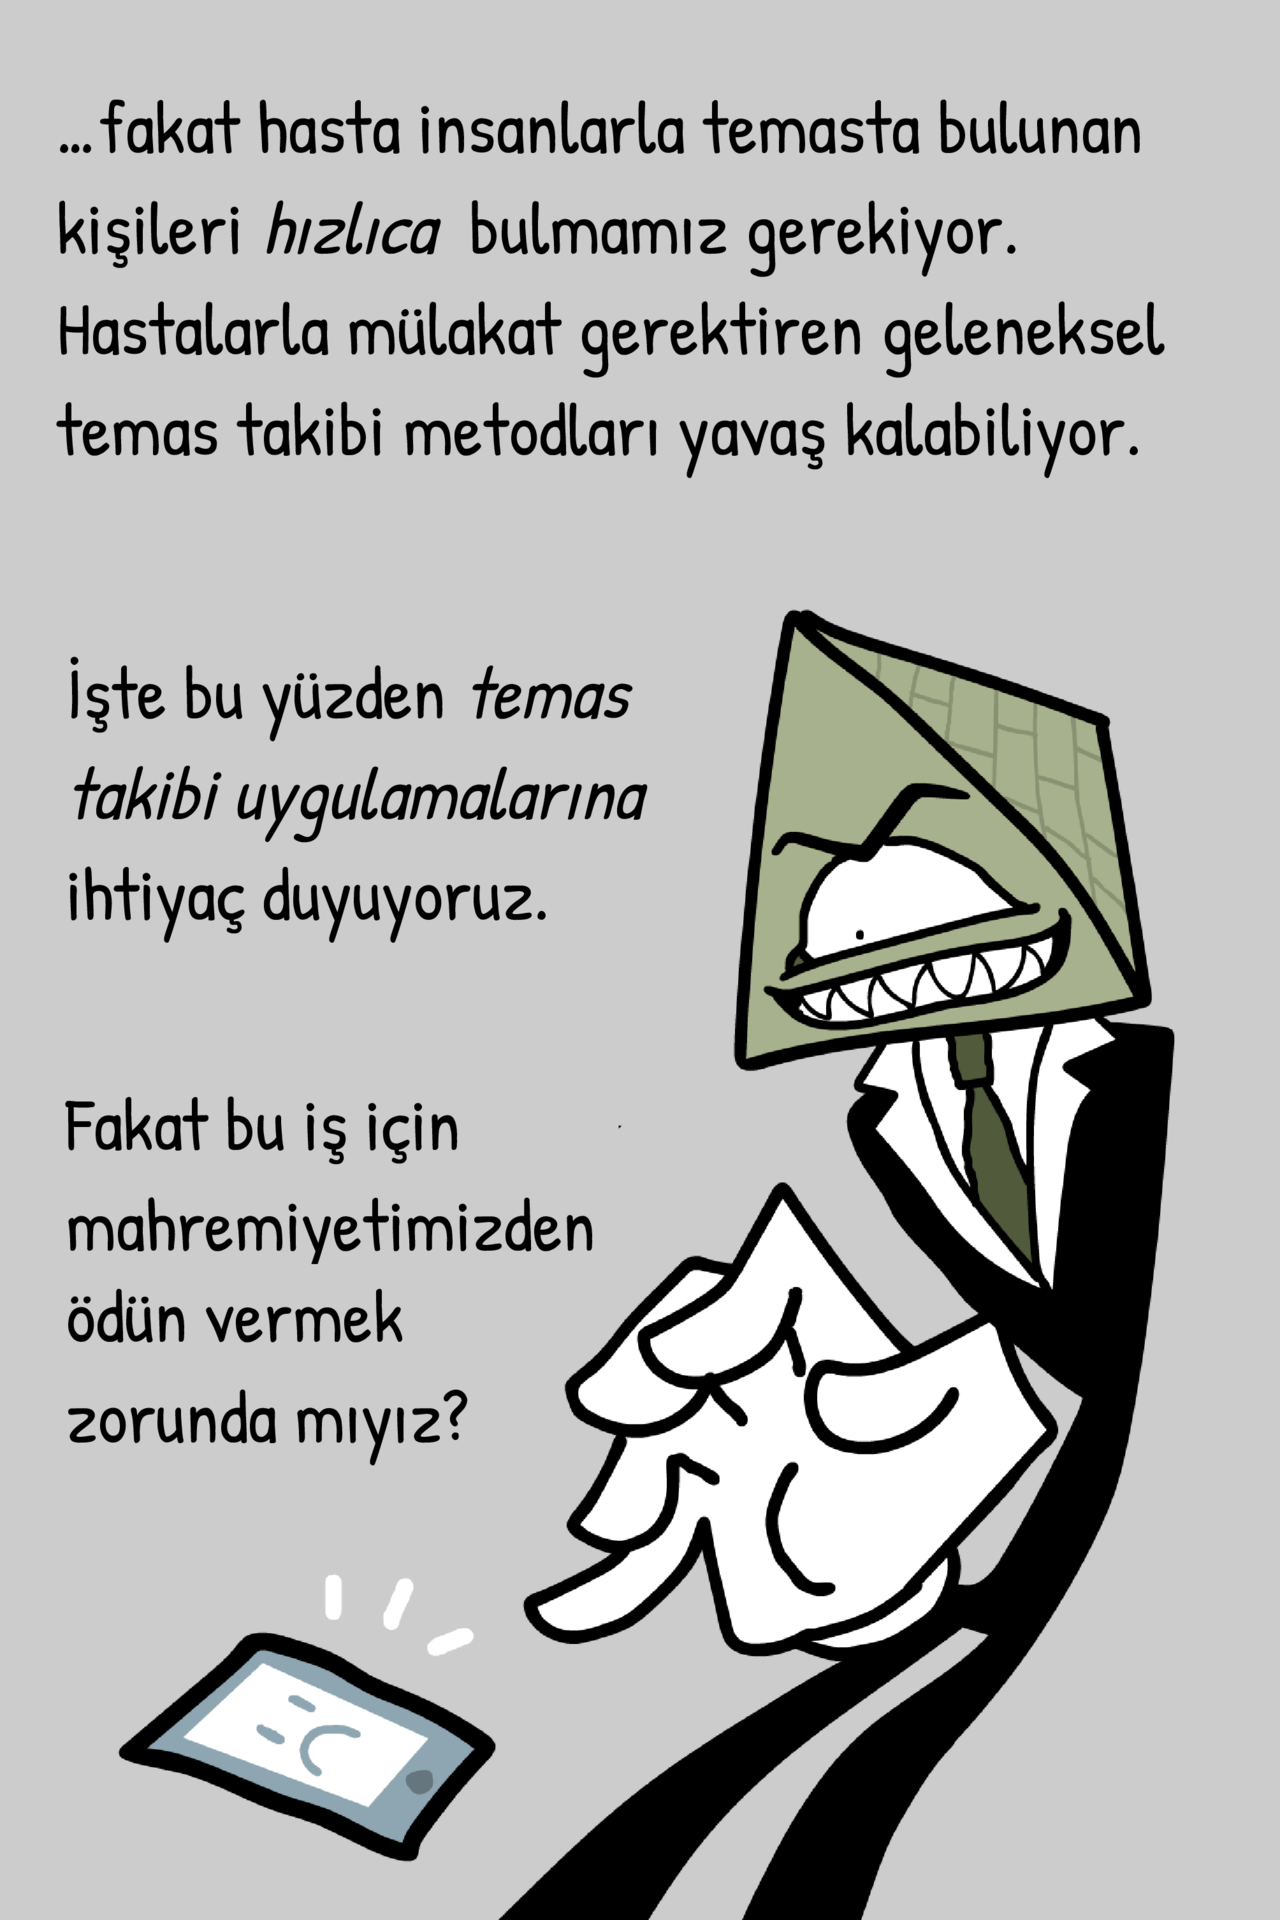 ...fakat hasta insanlarla temasta bulunan
kişileri hızlıca bulmamız gerekiyor.
Hastalarla mülakat gerektiren geleneksel
temas takibi metodları yavaş kalabiliyor.
İşte bu yüzden temas
takibi uygulamalarına
ihtiyaç duyuyoruz.
Fakat bu iş için
mahremiyetimizden
ödün vermek
zorunda mıyız?